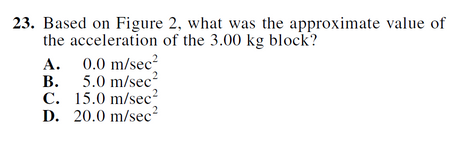 23. Based on Figure 2, what was the approximate value of
the acceleration of the 3.00 kg block?
A. 0.0 m/sec²
B. 5.0 m/sec²
C. 15.0 m/sec²
D. 20.0 m/sec²